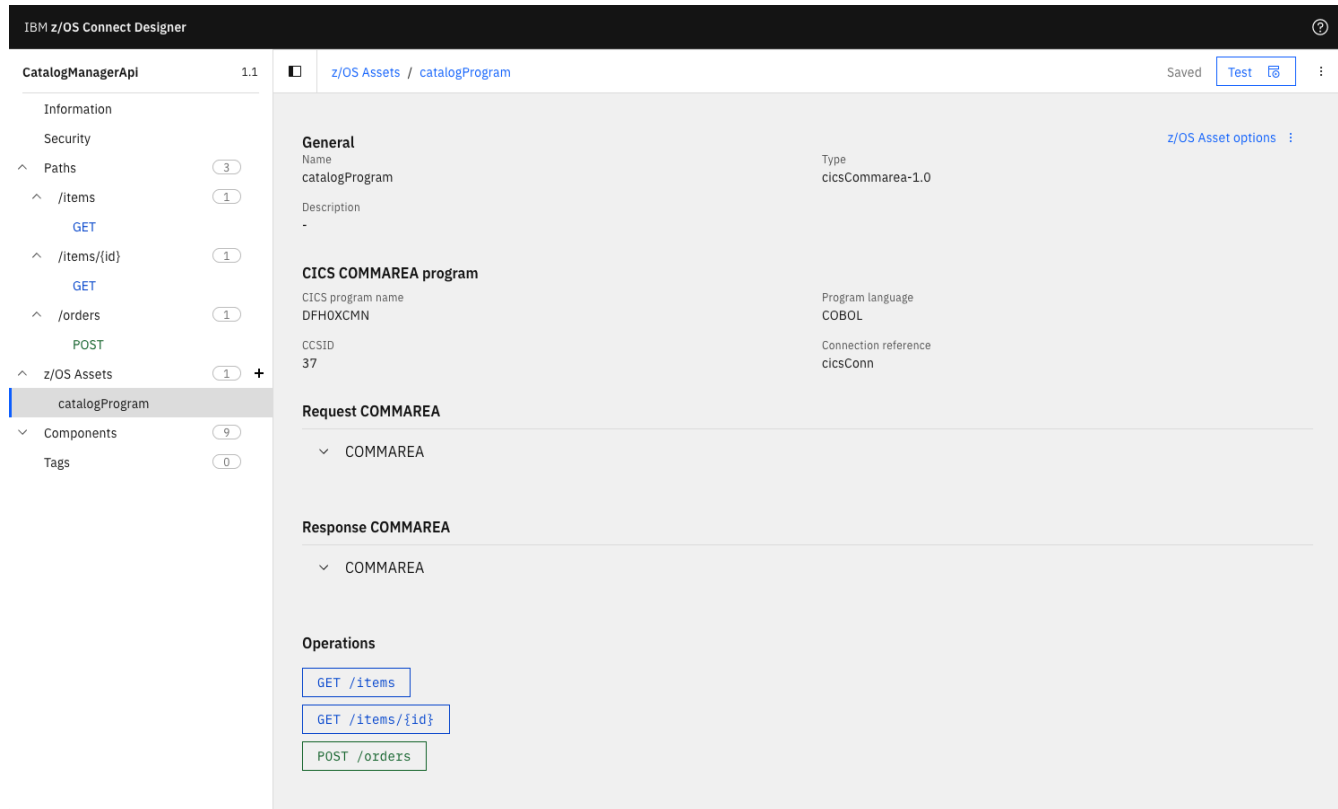 IBM z/OS Connect Designer
CatalogManagerApi 1.1
z/OS Assets / catalogProgram
Saved
Test
Information
Security
Paths 3
/items 1
GET
/items/{id} 1
GET
/orders 1
POST
z/OS Assets 1 +
catalogProgram
Components 9
Tags 0
General
z/OS Asset options
Name
catalogProgram
Type
cicsCommarea-1.0
Description
-
CICS COMMAREA program
CICS program name
DFH0XCMN
Program language
COBOL
CCSID
37
Connection reference
cicsConn
Request COMMAREA
COMMAREA
Response COMMAREA
COMMAREA
Operations
GET /items
GET /items/{id}
POST /orders